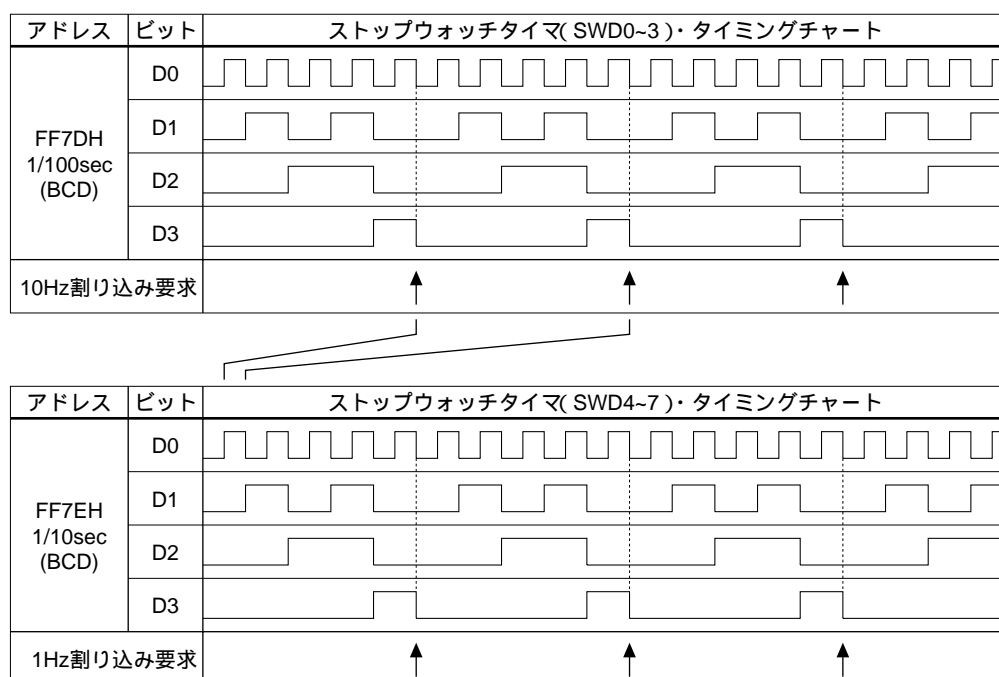 アドレス ビット ストップウォッチタイマ(SWD0~3)・タイミングチャート
FF7DH
1/100sec
(BCD)
D0
D1
D2
D3
10Hz割り込み要求
アドレス ビット ストップウォッチタイマ(SWD4~7)・タイミングチャート
FF7EH
1/10sec
(BCD)
D0
D1
D2
D3
1Hz割り込み要求